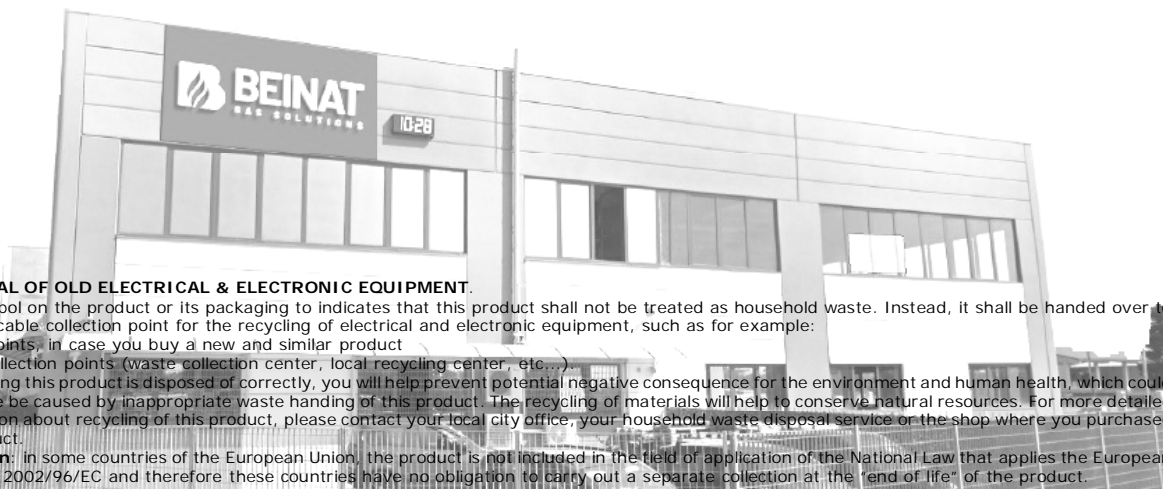 BEINAT
GAS SOLUTIONS
10:28
AL OF OLD ELECTRICAL & ELECTRONIC EQUIPMENT.
ool on the product or its packaging to indicates that this product shall not be treated as household waste. Instead, it shall be handed over t
cable collection point for the recycling of electrical and electronic equipment, such as for example:
oints, in case you buy a new and similar product
llection points (waste collection center, local recycling center, etc...).
ing this product is disposed of correctly, you will help prevent potential negative consequence for the environment and human health, which coul
e be caused by inappropriate waste handing of this product. The recycling of materials will help to conserve natural resources. For more detaile
on about recycling of this product, please contact your local city office, your household waste disposal service or the shop where you purchase
uct.
n: in some countries of the European Union, the product is not included in the field of application of the National Law that applies the European
2002/96/EC and therefore these countries have no obligation to carry out a separate collection at the "end of life" of the product.